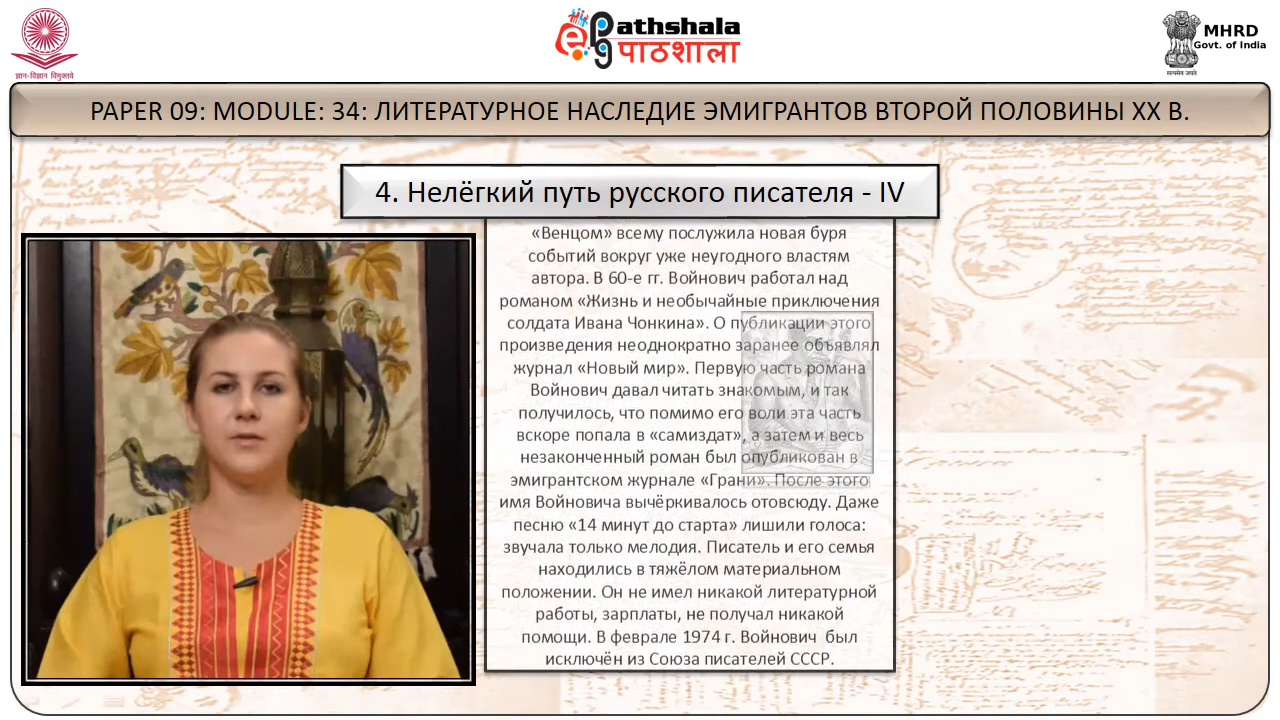 ज्ञान-विज्ञान विमुक्तये
ePathshala
पाठशाला
MHRD
Govt. of India
सत्यमेव जयते
PAPER 09: MODULE: 34: ЛИТЕРАТУРНОЕ НАСЛЕДИЕ ЭМИГРАНТОВ ВТОРОЙ ПОЛОВИНЫ XX В.
4. Нелёгкий путь русского писателя - IV
«Венцом» всему послужила новая буря
событий вокруг уже неугодного властям
автора. В 60-е гг. Войнович работал над
романом «Жизнь и необычайные приключения
солдата Ивана Чонкина». О публикации этого
произведения неоднократно заранее объявлял
журнал «Новый мир». Первую часть романа
Войнович давал читать знакомым, и так
получилось, что помимо его воли эта часть
вскоре попала в «самиздат», а затем и весь
незаконченный роман был опубликован в
эмигрантском журнале «Грани». После этого
имя Войновича вычёркивалось отовсюду. Даже
песню «14 минут до старта» лишили голоса:
звучала только мелодия. Писатель и его семья
находились в тяжёлом материальном
положении. Он не имел никакой литературной
работы, зарплаты, не получал никакой
помощи. В феврале 1974 г. Войнович был
исключён из Союза писателей СССР.